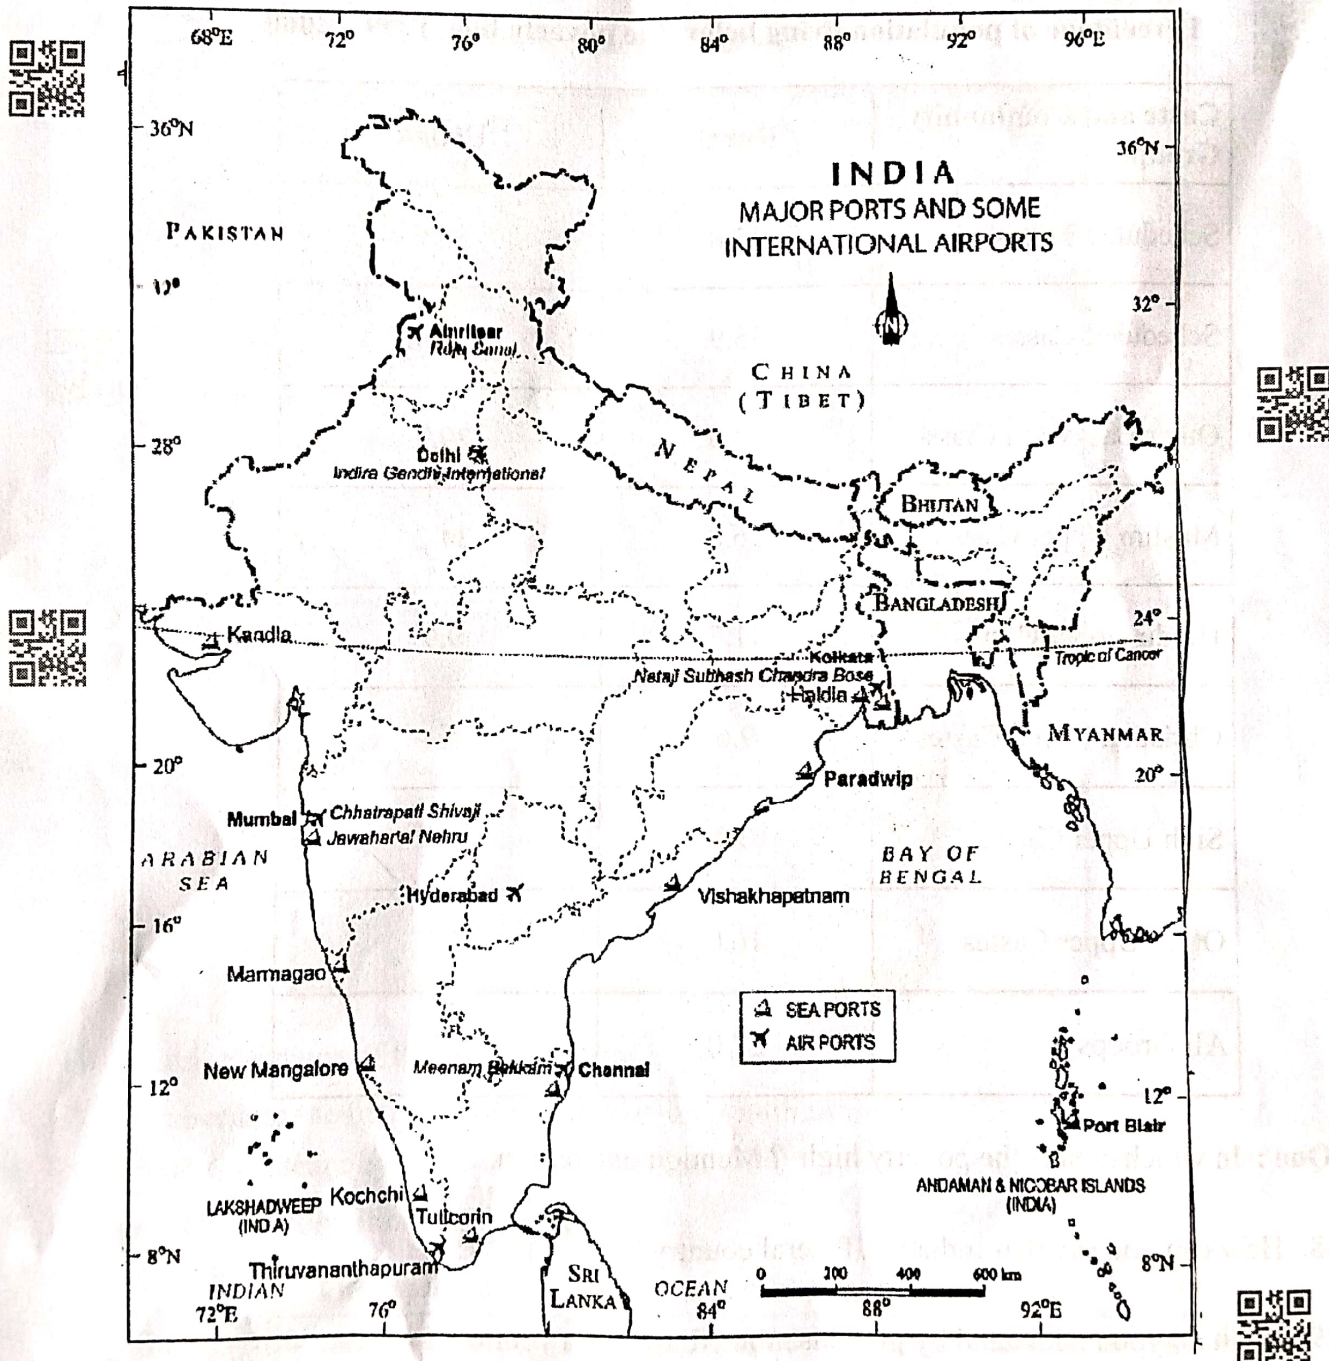 68°E 72° 76° 80° 84° 88° 92° 96°E
36°N
36°N
INDIA
MAJOR PORTS AND SOME
INTERNATIONAL AIRPORTS
PAKISTAN
32°
N
Amritsar
CHINA
(TIBET)
28°
NEPAL
Delhi
Indira Gandhi International
BHUTAN
BANGLADESH
24°
Kandla
Tropic of Cancer
Kolkata
Netaji Subhash Chandra Bose
Haldia
MYANMAR
20°
20°
Paradwip
Mumbai
Chhatrapati Shivaji
Jawaharlal Nehru
ARABIAN
SEA
BAY OF
BENGAL
Hyderabad
Vishakhapatnam
16°
Marmagao
SEA PORTS
AIR PORTS
New Mangalore
Meenam Bakkam
Chennai
12°
12°
Port Blair
ANDAMAN & NICOBAR ISLANDS
(INDIA)
LAKSHADWEEP
(INDIA)
Kochchi
Tuticorin
8°N
Thiruvananthapuram
8°N
INDIAN
SRI
LANKA
OCEAN
0 200 400 600 km
72°E 76° 84° 88° 92°E